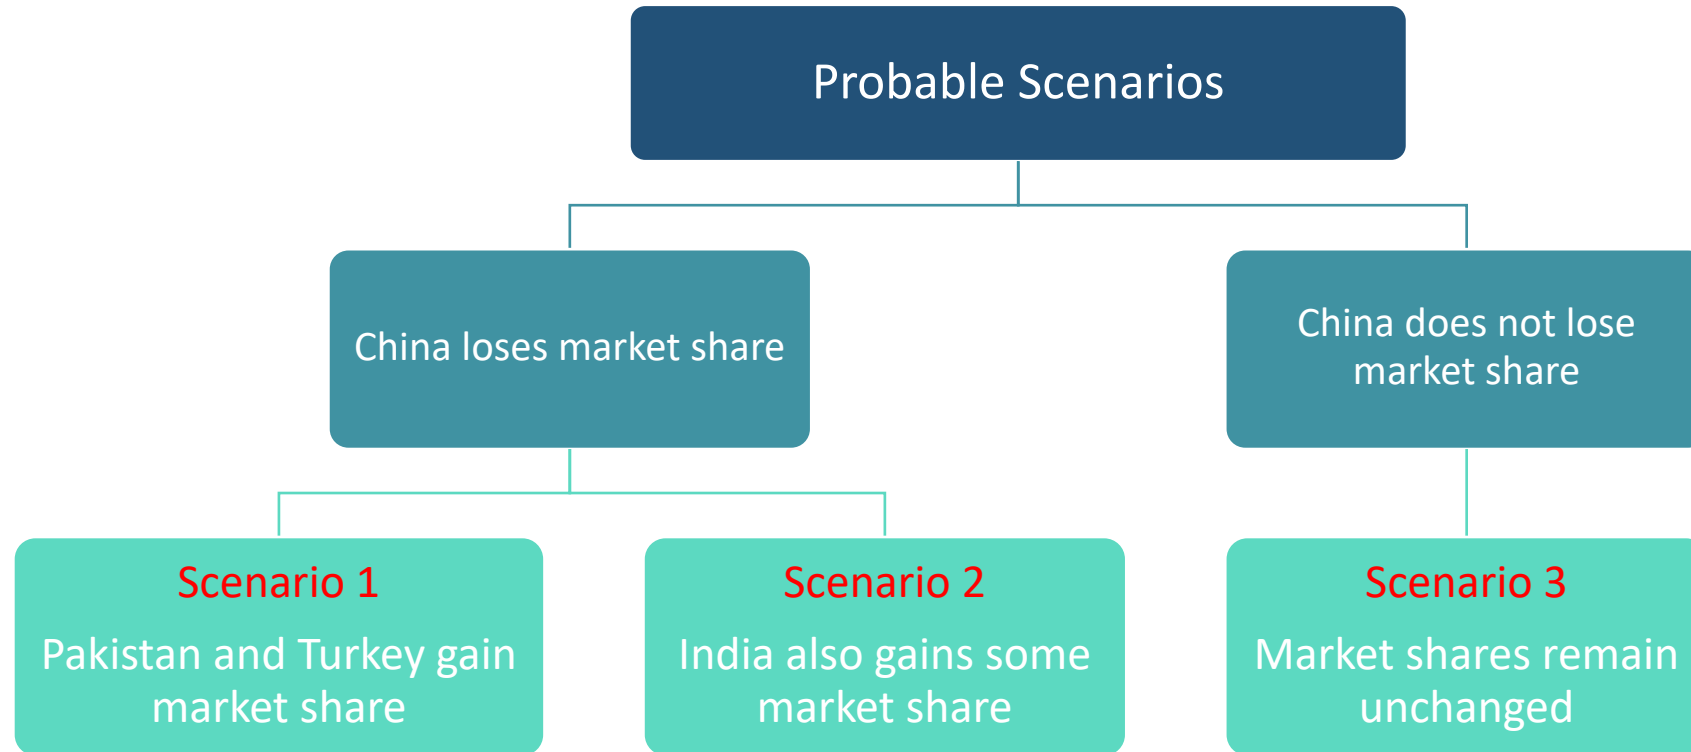 Probable Scenarios
China loses market share
China does not lose
market share
Scenario 1
Pakistan and Turkey gain
market share
Scenario 2
India also gains some
market share
Scenario 3
Market shares remain
unchanged